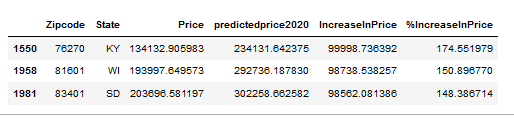 Zipcode State Price predictedprice2020 IncreaseInPrice %IncreaseInPrice
1550 76270 KY 134132.905983 234131.642375 99998.736392 174.551979
1958 81601 WI 193997.649573 292736.187830 98738.538257 150.896770
1981 83401 SD 203696.581197 302258.662582 98562.081386 148.386714